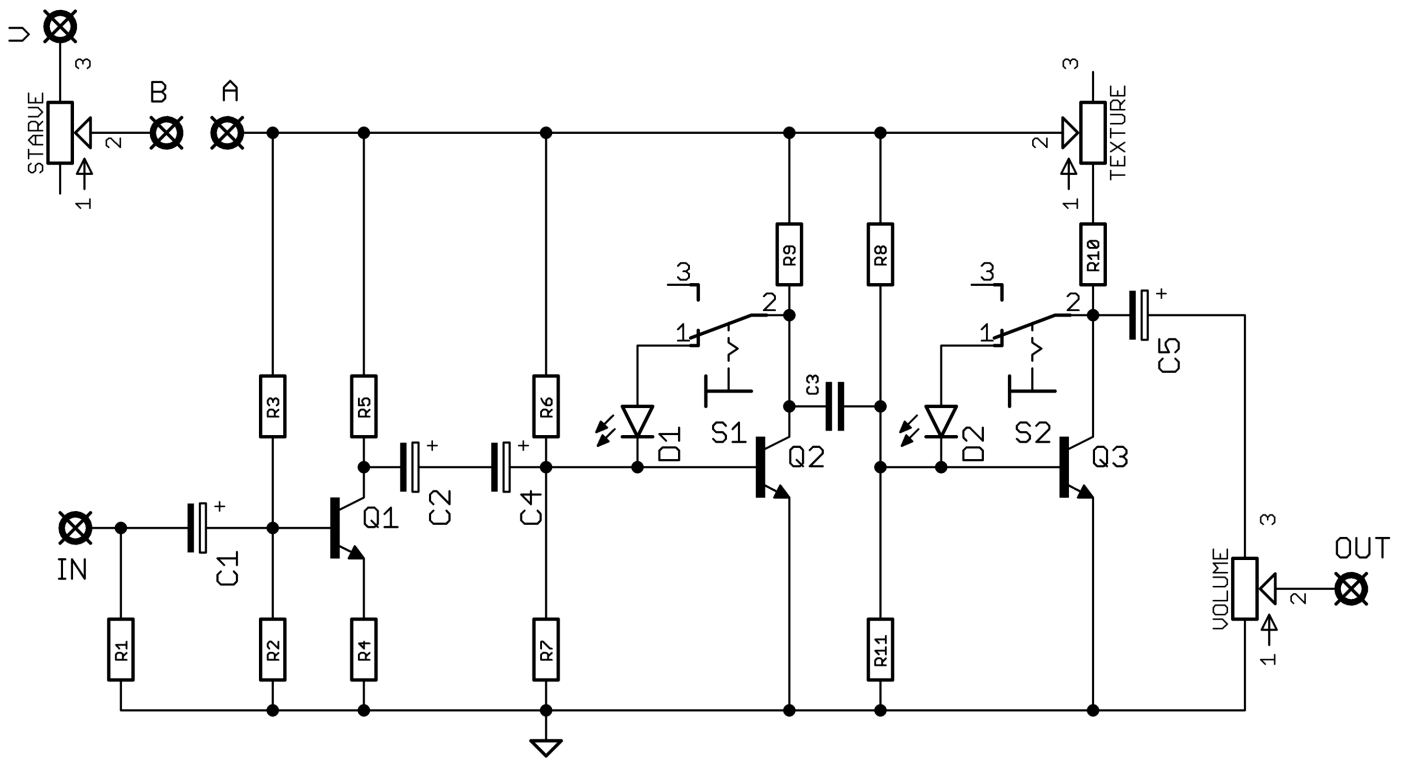 V
3
STARVE
2
1
B
A
3
2
TEXTURE
1
R9
R8
R10
3
2
1
3
2
1
+
C5
R3
R5
R6
C3
D1
S1
Q2
D2
S2
Q3
+
+
C2
C4
+
Q1
IN
C1
3
OUT
VOLUME
2
1
R1
R2
R4
R7
R11